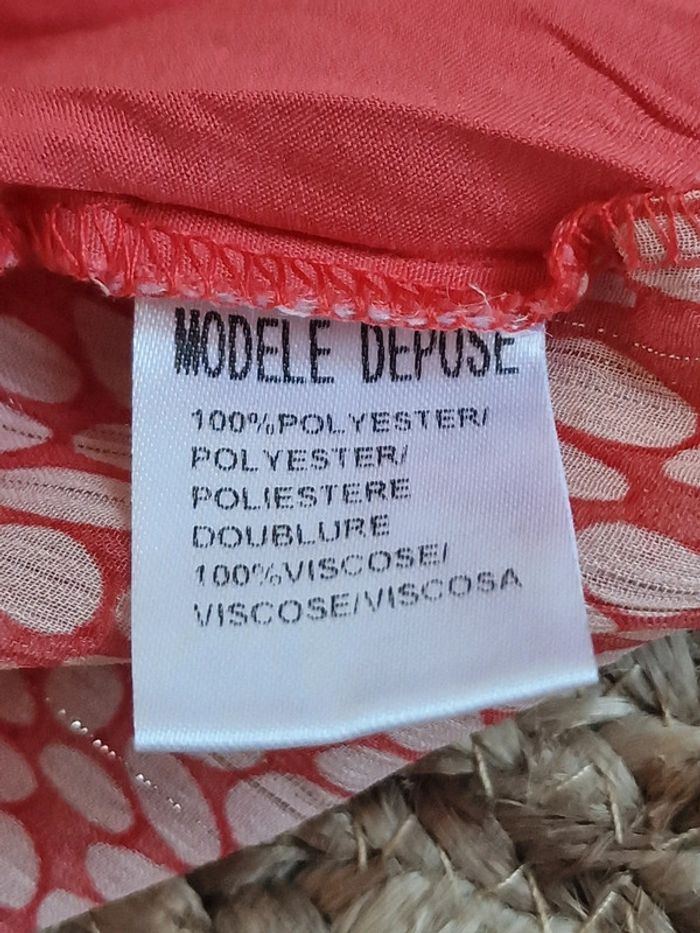 MODELE DEPOSE
100%POLYESTER/
POLYESTER/
POLIESTERE
DOUBLURE
100%VISCOSE/
VISCOSE/VISCOSA